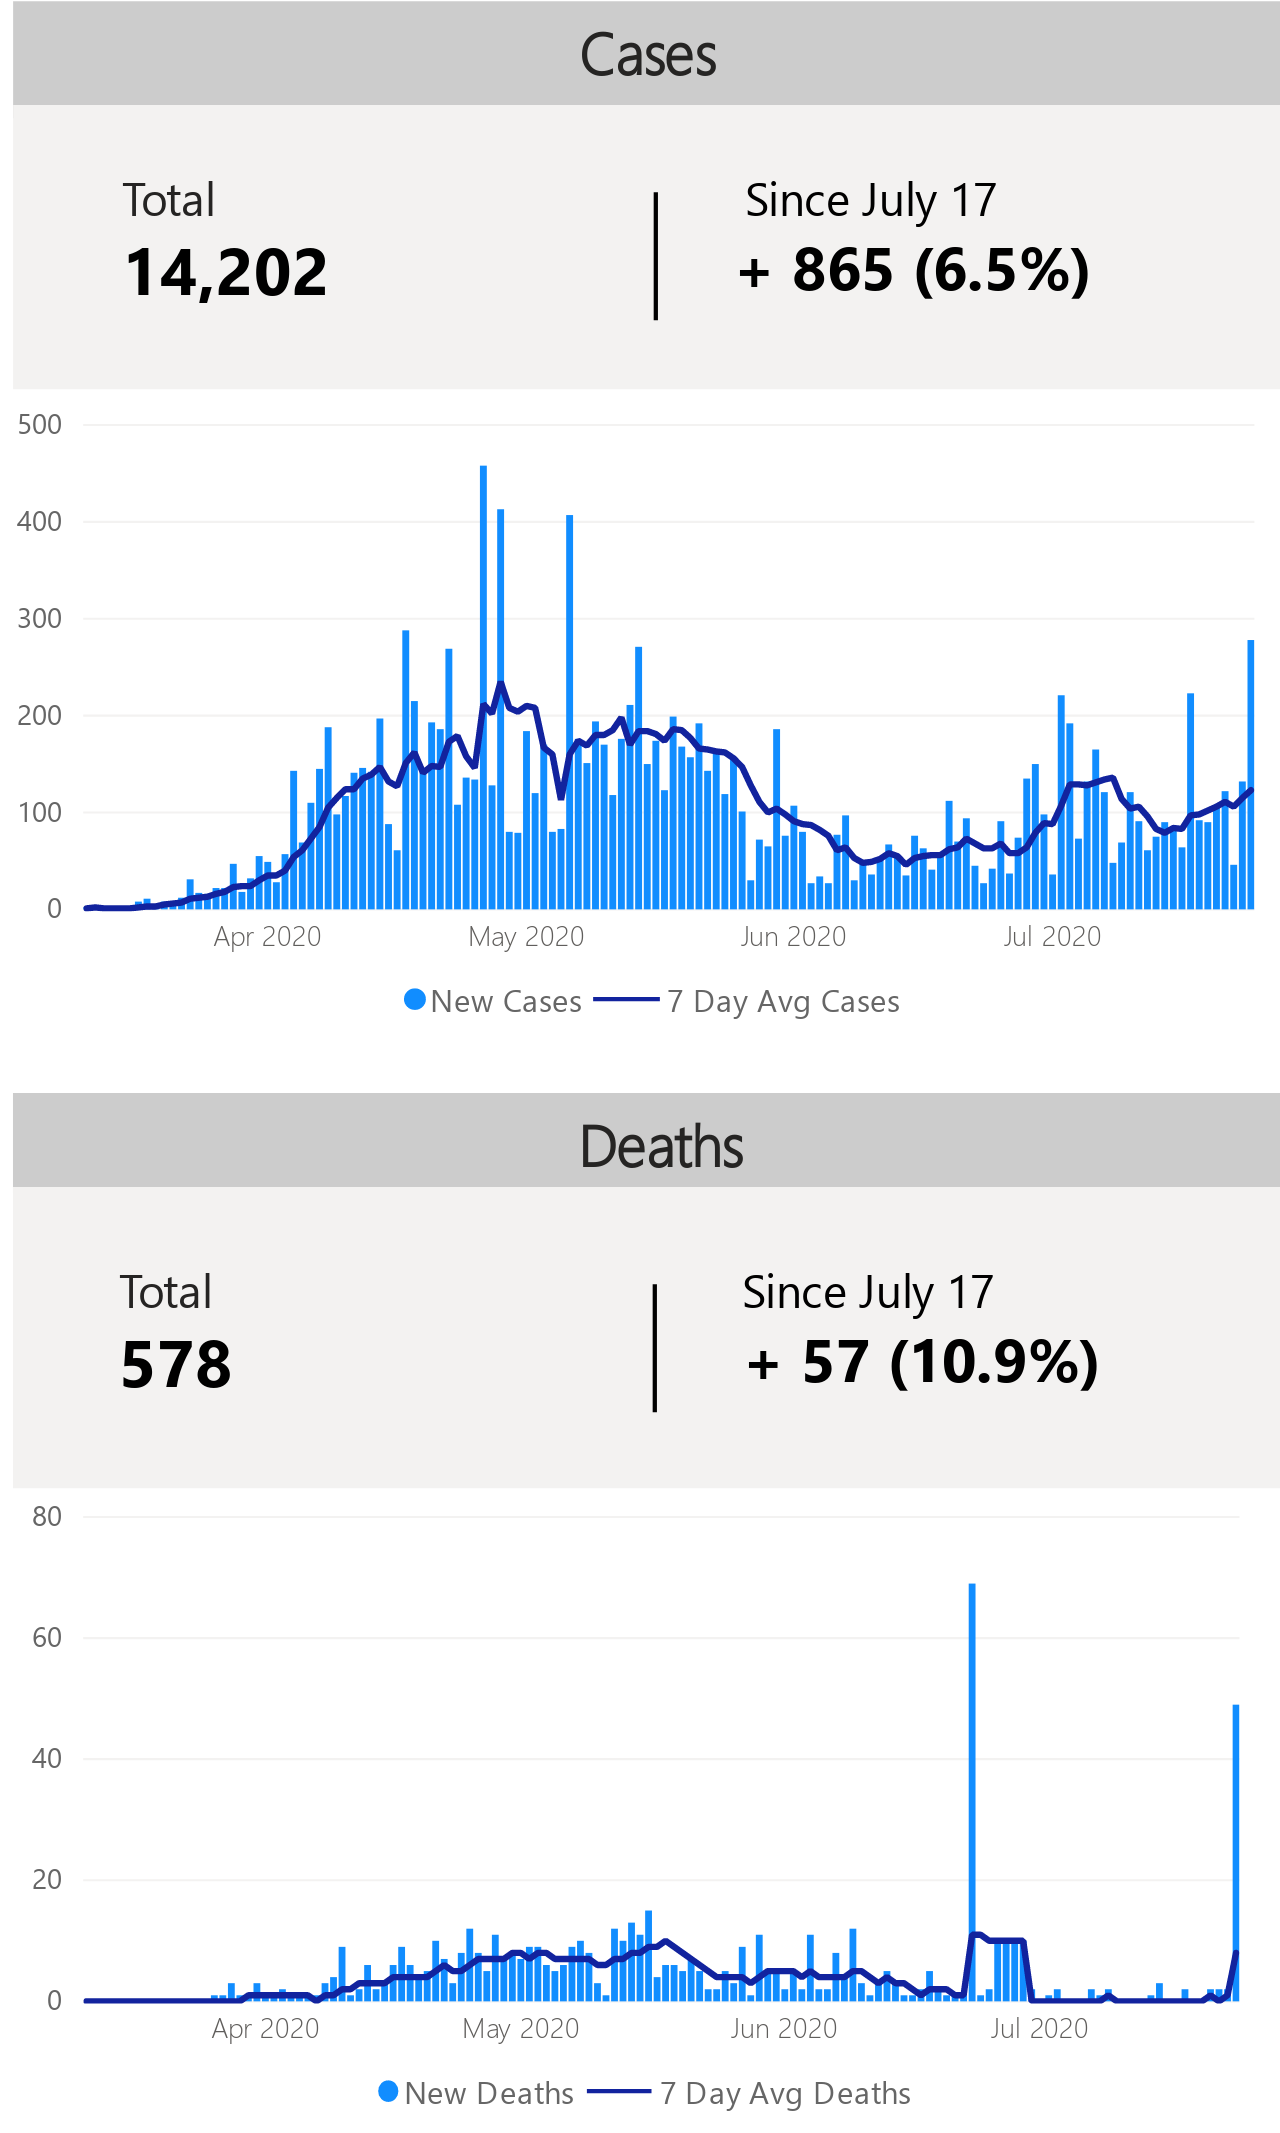 Cases
Total
Since July 17
14,202
+ 865 (6.5%)
500
400
300
200
100
0
Apr 2020
May 2020
Jun 2020
Jul 2020
New Cases
7 Day Avg Cases
Deaths
Total
Since July 17
578
+ 57 (10.9%)
80
60
40
20
0
Apr 2020
May 2020
Jun 2020
Jul 2020
New Deaths
7 Day Avg Deaths